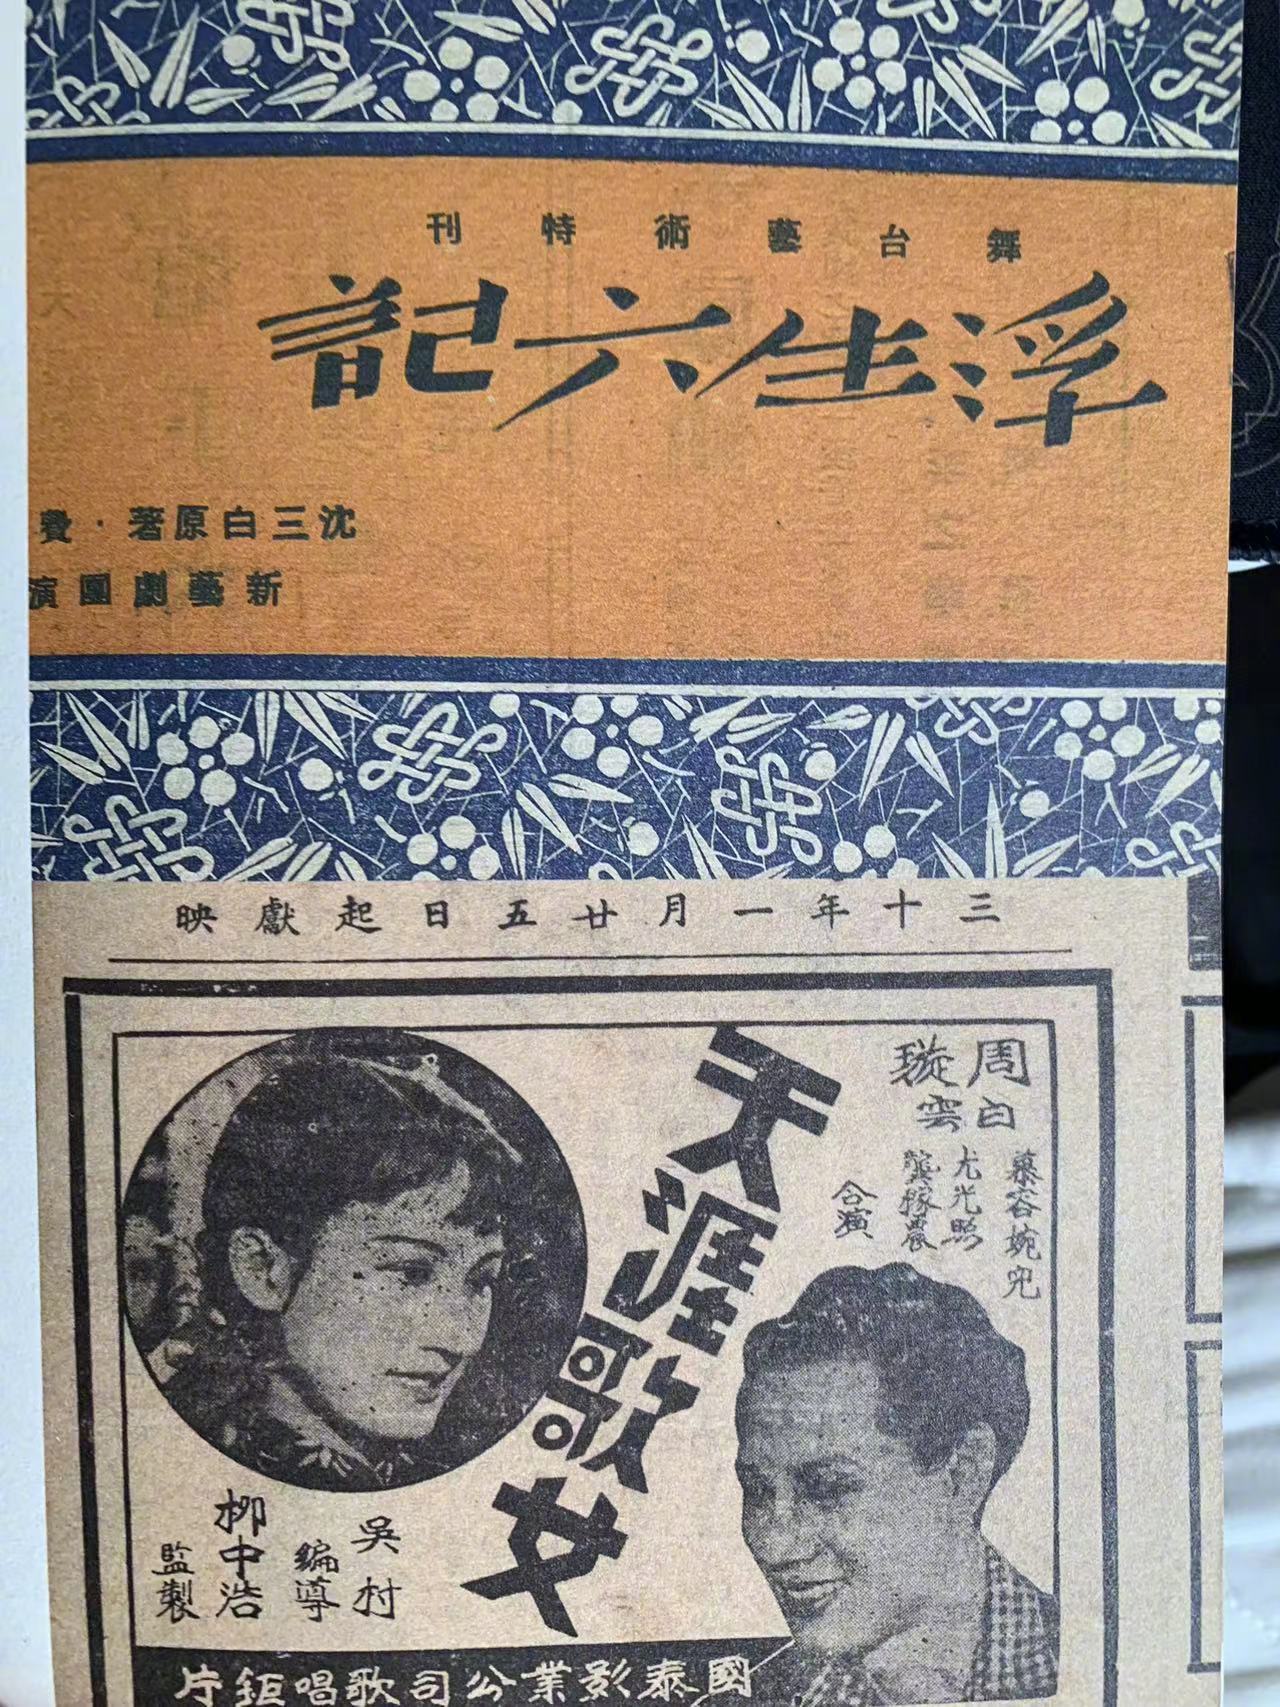 舞台藝術特刊
浮生六記
沈三白原著·費
新藝劇團演
三十年一月廿五日起獻映
周璇
白雲
慕容婉兒
尤光照
龔稼農
合演
天涯歌女
吳村
編導
柳中浩
監製
國泰影業公司歌唱鉅片